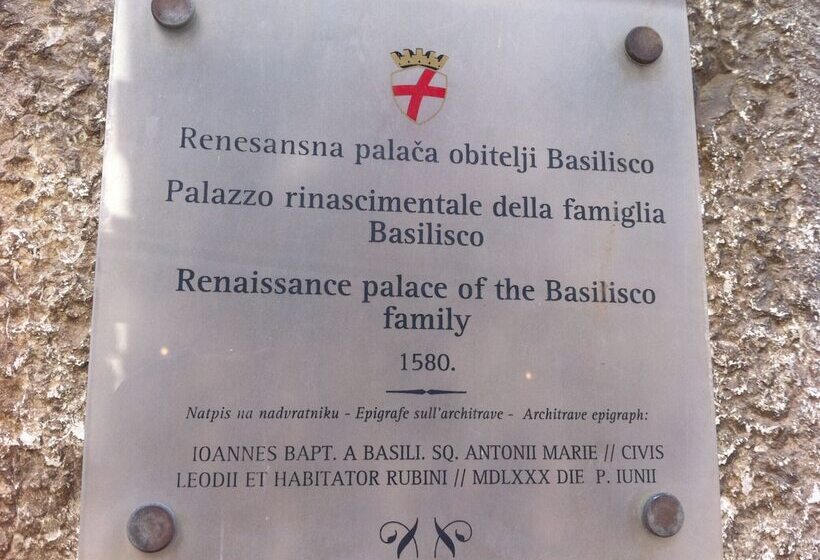 Renesansna palača obitelji Basilisco
Palazzo rinascimentale della famiglia
Basilisco
Renaissance palace of the Basilisco
family
1580.
Natpis na nadvratniku - Epigrafe sull'architrave - Architrave epigraph:
IOANNES BAPT. A BASILI. SQ. ANTONII MARIE // CIVIS
LEODII ET HABITATOR RUBINI // MDLXXX DIE P. IUNII